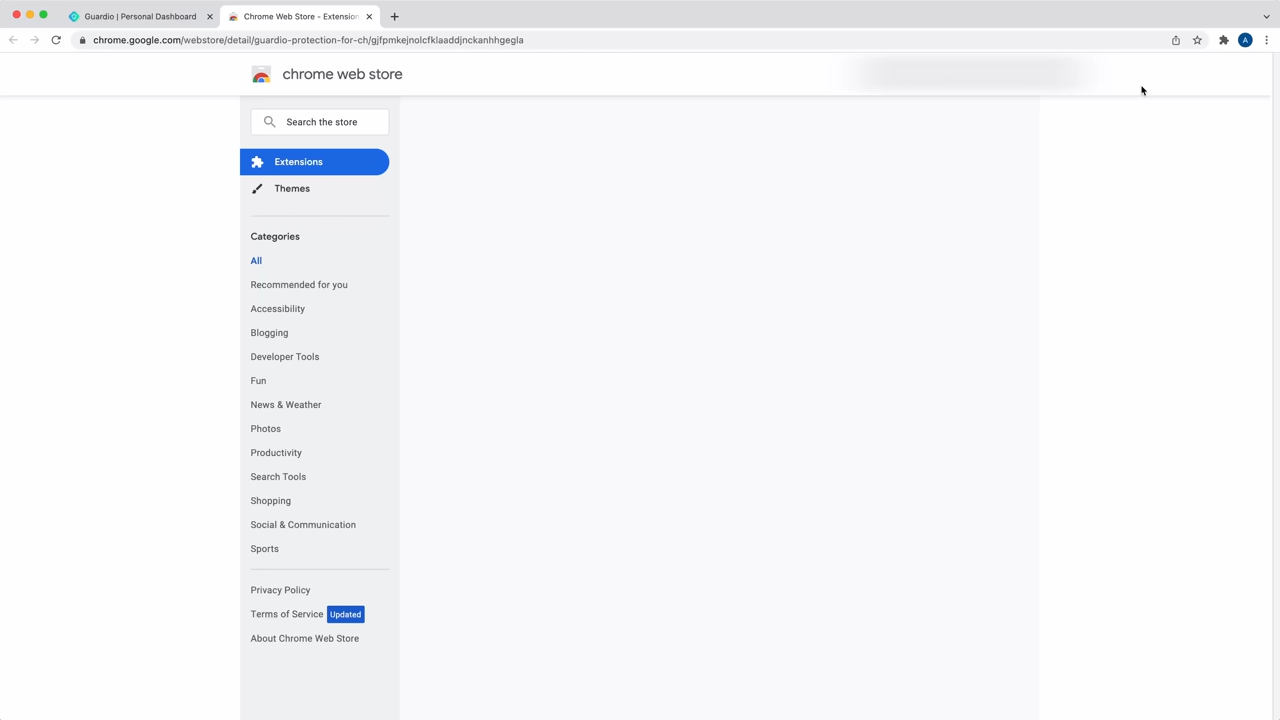 Guardio | Personal Dashboard
Chrome Web Store - Extension
chrome.google.com/webstore/detail/guardio-protection-for-ch/gjfpmkejnolcfklaaddjnckanhhgegla
A
chrome web store
Search the store
Extensions
Themes
Categories
All
Recommended for you
Accessibility
Blogging
Developer Tools
Fun
News & Weather
Photos
Productivity
Search Tools
Shopping
Social & Communication
Sports
Privacy Policy
Terms of Service Updated
About Chrome Web Store